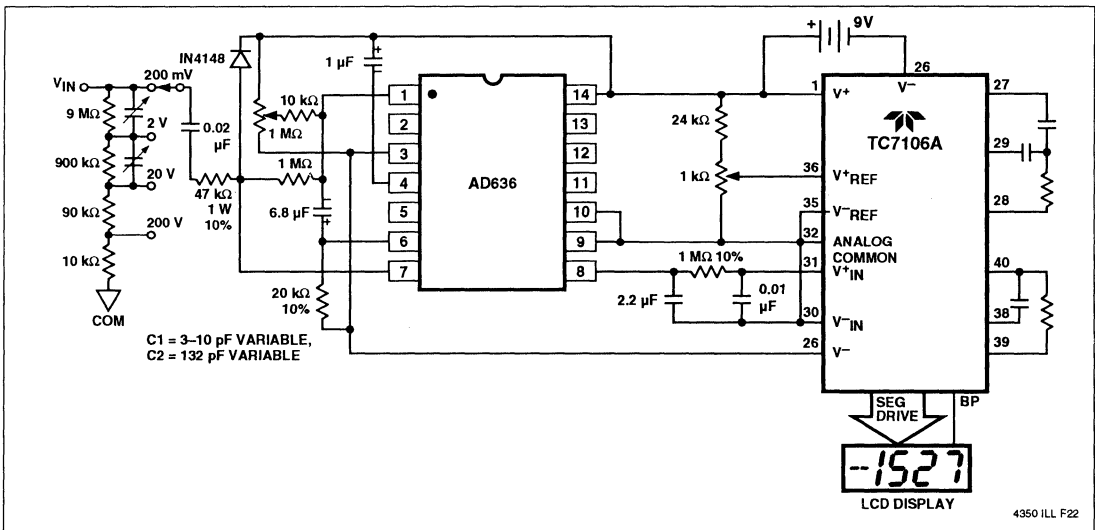 VIN
200 mV
9 MΩ
2 V
900 kΩ
20 V
90 kΩ
200 V
10 kΩ
COM
C1 = 3–10 pF VARIABLE,
C2 = 132 pF VARIABLE
0.02
µF
47 kΩ
1 W
10%
IN4148
1 MΩ
10 kΩ
1 µF
1 MΩ
6.8 µF
20 kΩ
10%
1
2
3
4
5
6
7
AD636
14
13
12
11
10
9
8
24 kΩ
1 kΩ
1 MΩ 10%
2.2 µF
0.01
µF
+
9V
26
V–
1
V+
TC7106A
36
V+REF
35
V–REF
32
ANALOG
COMMON
31
V+IN
30
V–IN
26
V–
27
29
28
40
38
39
SEG
DRIVE
BP
--1527
LCD DISPLAY
4350 ILL F22